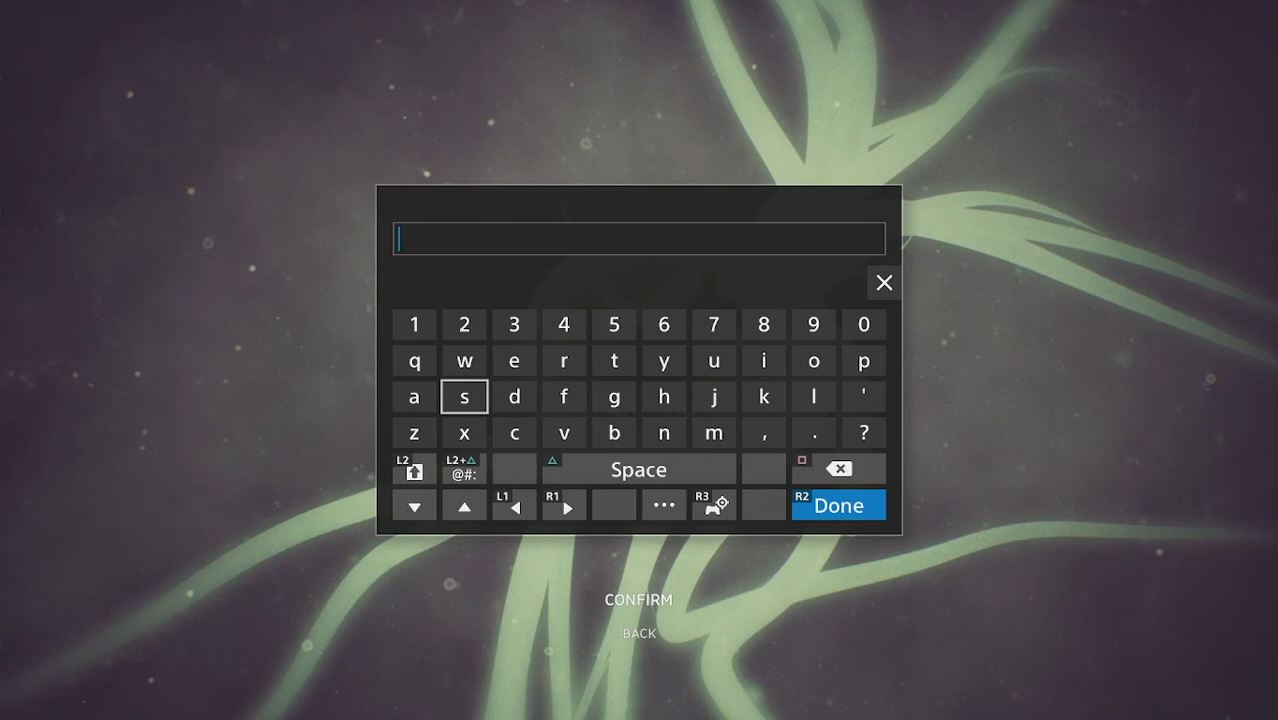 1 2 3 4 5 6 7 8 9 0
q w e r t y u i o p
a s d f g h j k l '
z x c v b n m , . ?
L2 L2+△ @#: △ Space □
L1 R1 ... R3 R2 Done
CONFIRM
BACK